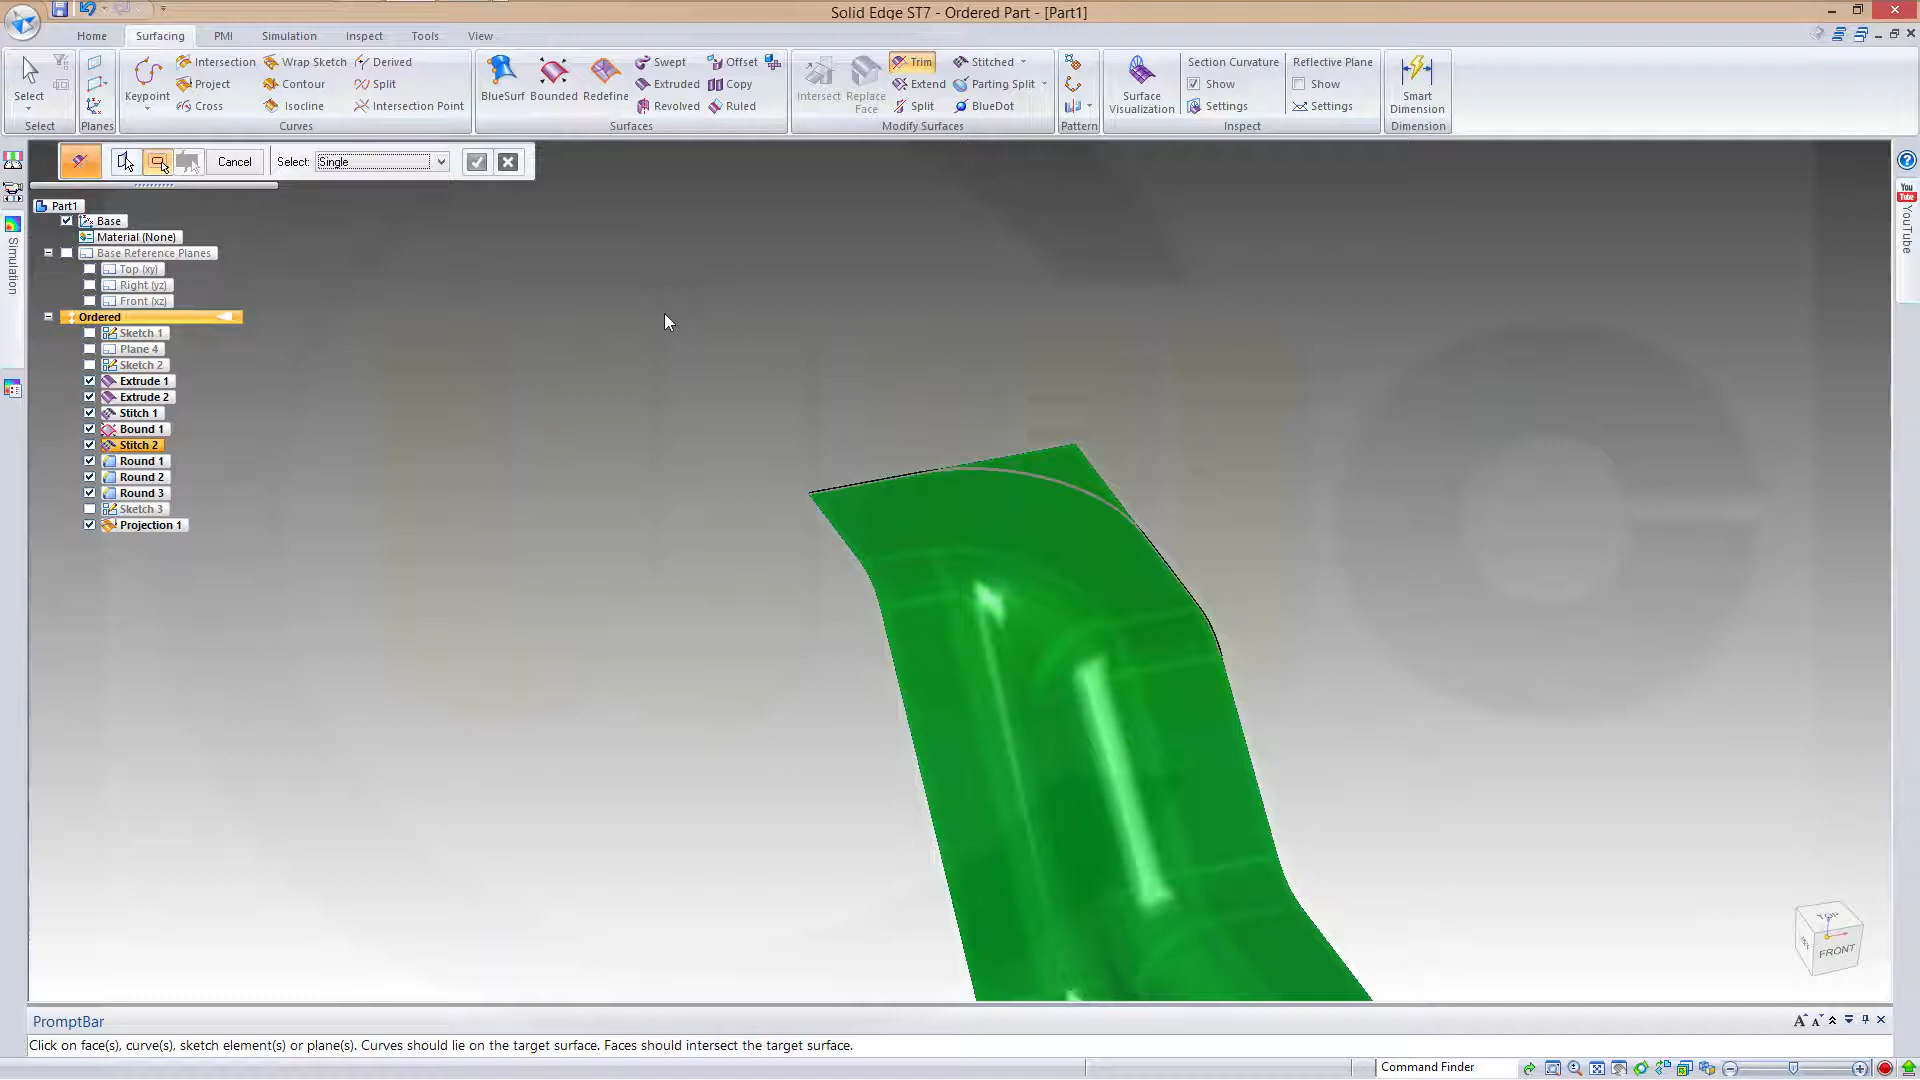 Solid Edge ST7 - Ordered Part - [Part1]
Home Surfacing PMI Simulation Inspect Tools View
Select
Select
Planes
Keypoint
Intersection Wrap Sketch Derived
Project Contour Split
Cross Isocline Intersection Point
Curves
BlueSurf Bounded Redefine
Swept Offset
Extruded Copy
Revolved Ruled
Surfaces
Intersect Replace Face
Trim Stitched
Extend Parting Split
Split BlueDot
Modify Surfaces
Pattern
Surface Visualization
Section Curvature
Show
Settings
Reflective Plane
Show
Settings
Inspect
Smart Dimension
Dimension
Cancel Select: Single
Simulation
You Tube
YouTube
Part1
Base
Material (None)
Base Reference Planes
Top (xy)
Right (yz)
Front (xz)
Ordered
Sketch 1
Plane 4
Sketch 2
Extrude 1
Extrude 2
Stitch 1
Bound 1
Stitch 2
Round 1
Round 2
Round 3
Sketch 3
Projection 1
TOP
FRONT
PromptBar
Click on face(s), curve(s), sketch element(s) or plane(s). Curves should lie on the target surface. Faces should intersect the target surface.
Command Finder